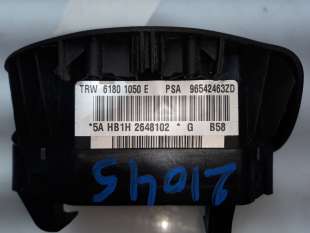 TRW 6180 1050 E PSA 96542463ZD
*5A HB1H 2648102 * G B58
21045